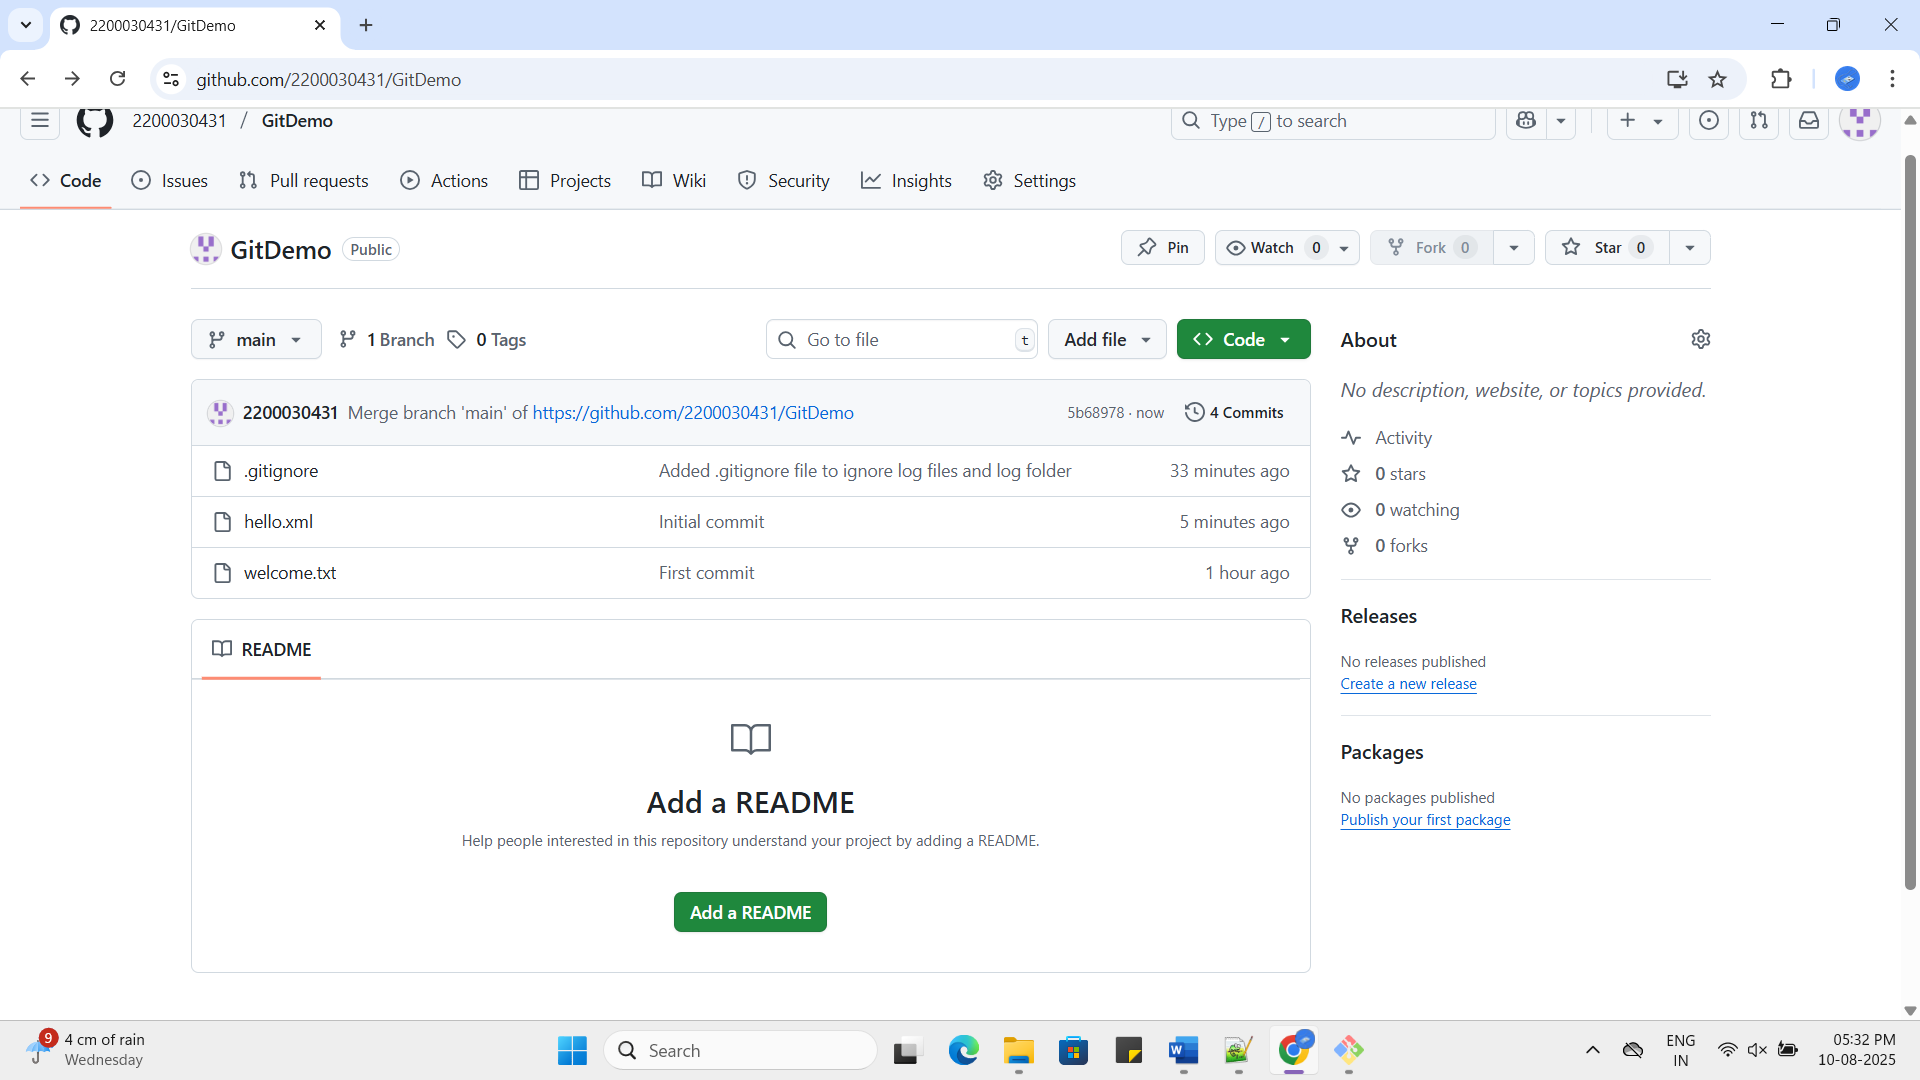 2200030431/GitDemo
github.com/2200030431/GitDemo
2200030431 / GitDemo
Type / to search
Code Issues Pull requests Actions Projects Wiki Security Insights Settings
GitDemo Public
Pin Watch 0 Fork 0 Star 0
main 1 Branch 0 Tags Go to file t Add file Code
2200030431 Merge branch 'main' of https://github.com/2200030431/GitDemo 5b68978 · now 4 Commits
.gitignore Added .gitignore file to ignore log files and log folder 33 minutes ago
hello.xml Initial commit 5 minutes ago
welcome.txt First commit 1 hour ago
README
Add a README
Help people interested in this repository understand your project by adding a README.
Add a README
About
No description, website, or topics provided.
Activity
0 stars
0 watching
0 forks
Releases
No releases published
Create a new release
Packages
No packages published
Publish your first package
9
4 cm of rain
Wednesday
Search
W
ENG
IN
05:32 PM
10-08-2025